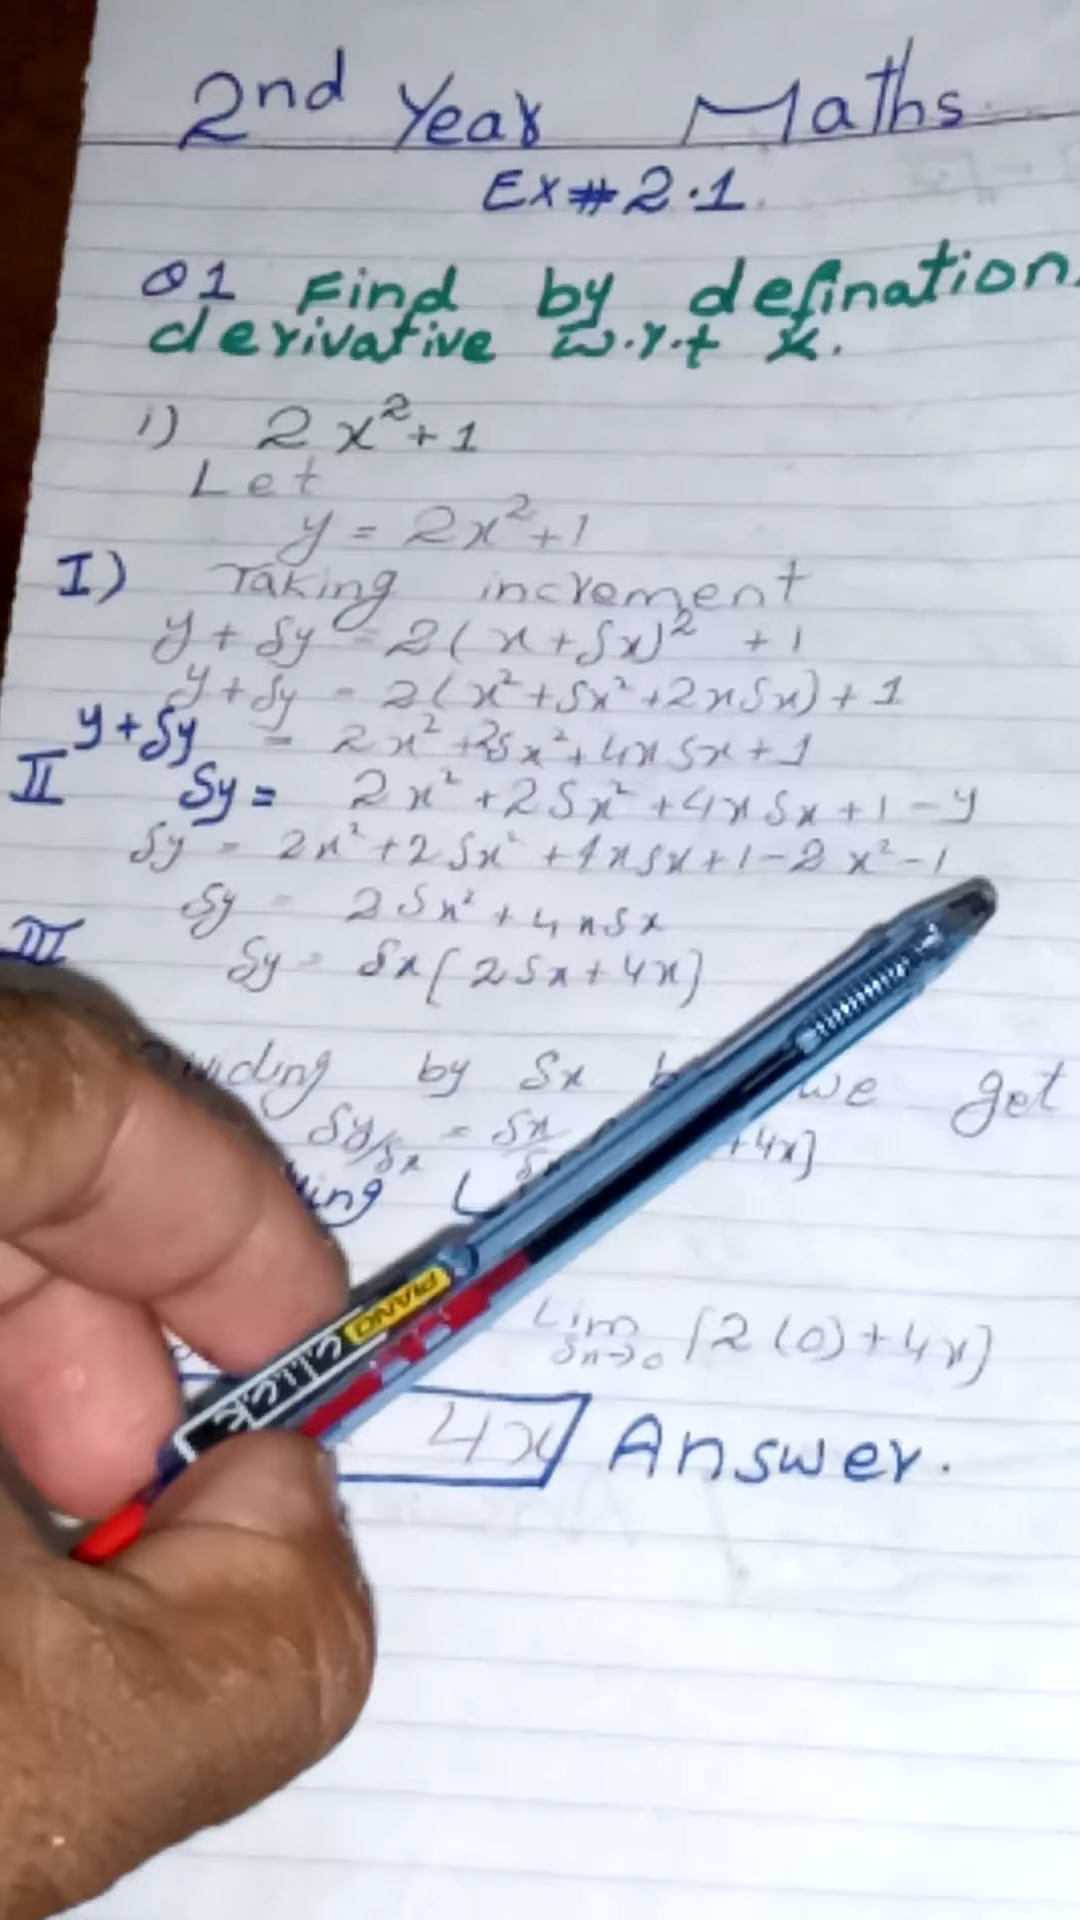 2nd Year Maths
Ex#2.1
Q1 Find by defination
derivative w.r.t x.
i) 2x²+1
Let
y = 2x²+1
I) Taking increment
y+δy = 2(x+δx)² +1
y+δy = 2(x²+δx²+2xδx)+1
y+δy = 2x²+2δx²+4xδx+1
II δy = 2x²+2δx²+4xδx+1-y
δy = 2x²+2δx²+4xδx+1-2x²-1
δy = 2δx²+4xδx
III
δy = δx[2δx+4x]
by δx we get
δy/δx = δx +4x]
Lim δx→0 [2(0)+4x]
4x Answer.
PIANO
click